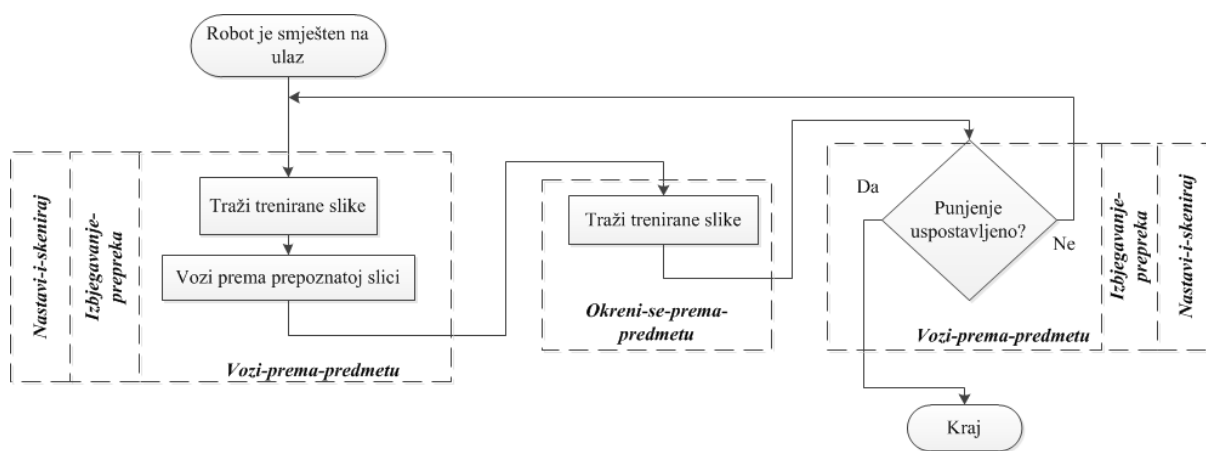 Robot je smješten na
ulaz
Nastavi-i-skeniraj
Izbjegavanje-
prepreka
Traži trenirane slike
Vozi prema prepoznatoj slici
Vozi-prema-predmetu
Traži trenirane slike
Okreni-se-prema-
predmetu
Da
Punjenje
uspostavljeno?
Ne
Vozi-prema-predmetu
Izbjegavanje-
prepreka
Nastavi-i-skeniraj
Kraj